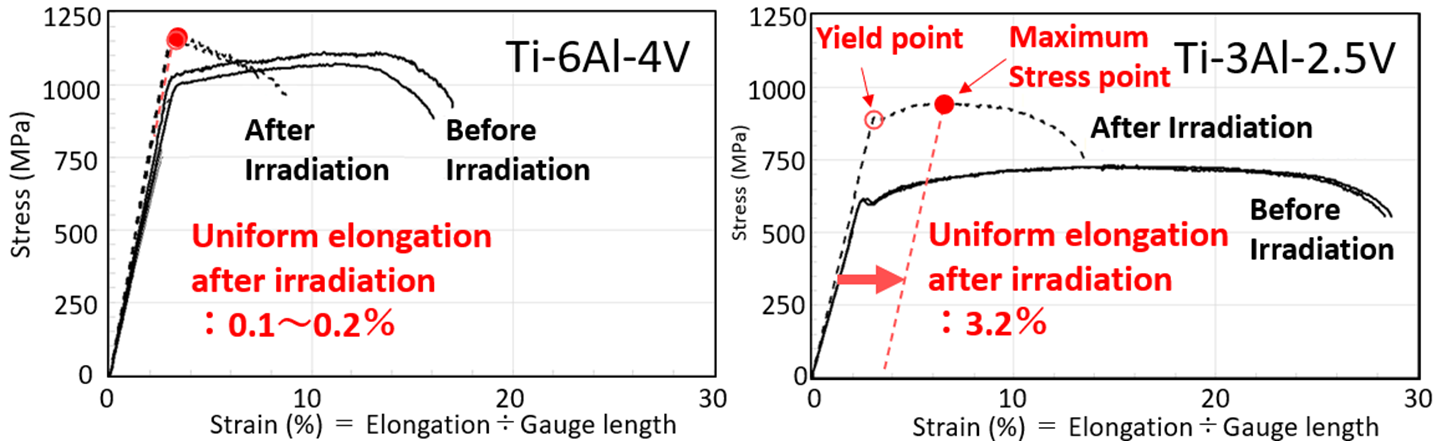 1250
1000
750
500
250
0
Stress (MPa)
Ti-6Al-4V
After
Irradiation
Before
Irradiation
Uniform elongation
after irradiation
：0.1～0.2%
0
10
20
30
Strain (%) = Elongation ÷ Gauge length
1250
1000
750
500
250
0
Stress (MPa)
Yield point
Maximum
Stress point
Ti-3Al-2.5V
After Irradiation
Before
Irradiation
Uniform elongation
after irradiation
：3.2%
0
10
20
30
Strain (%) = Elongation ÷ Gauge length